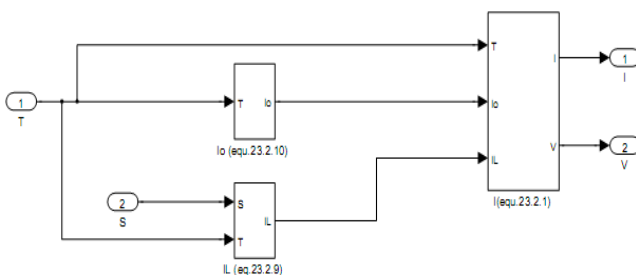 1
T
2
S
T
Io
Io (equ.23.2.10)
S
T
IL
IL (eq.23.2.9)
T
Io
IL
I
V
I(equ.23.2.1)
1
I
2
V